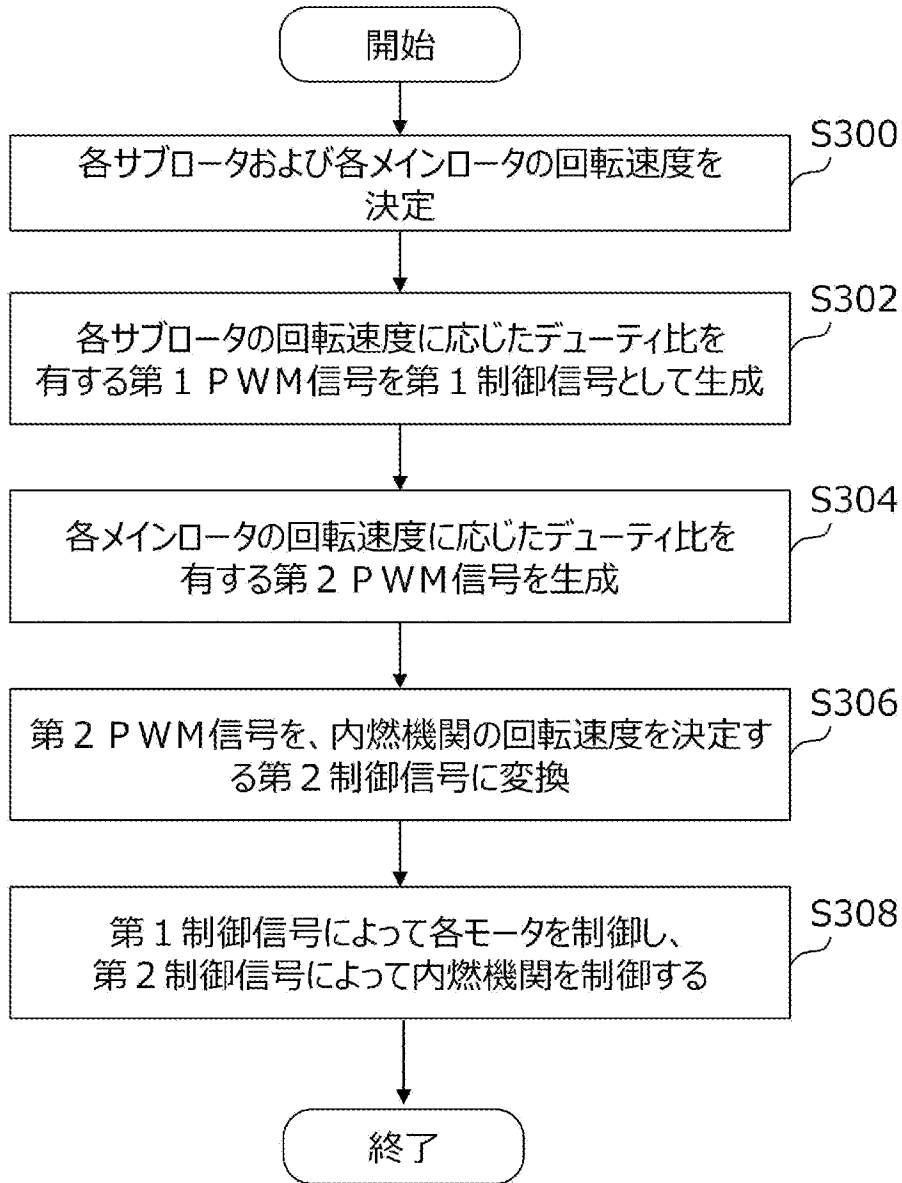 開始
S300
各サブロータおよび各メインロータの回転速度を
決定
S302
各サブロータの回転速度に応じたデューティ比を
有する第1PWM信号を第1制御信号として生成
S304
各メインロータの回転速度に応じたデューティ比を
有する第2PWM信号を生成
S306
第2PWM信号を、内燃機関の回転速度を決定す
る第2制御信号に変換
S308
第1制御信号によって各モータを制御し、
第2制御信号によって内燃機関を制御する
終了